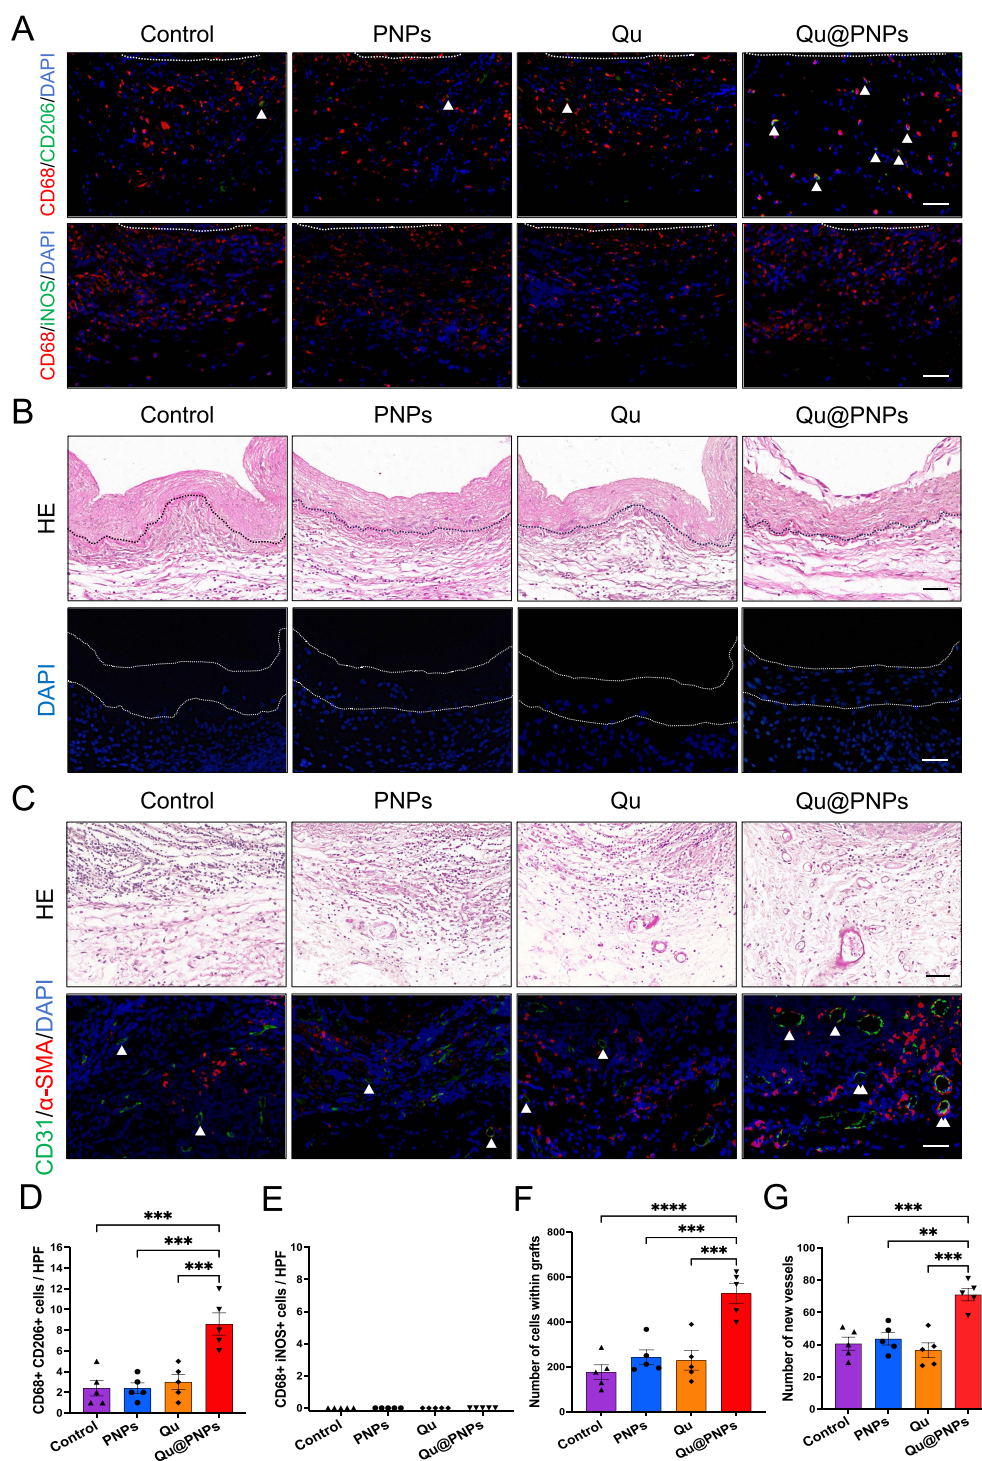 A
Control PNPs Qu Qu@PNPs
CD68/CD206/DAPI
CD68/iNOS/DAPI
B
Control PNPs Qu Qu@PNPs
HE
DAPI
C
Control PNPs Qu Qu@PNPs
HE
CD31/α-SMA/DAPI
D
CD68+ CD206+ cells / HPF
16
14
12
10
8
6
4
2
0
***
***
***
Control PNPs Qu Qu@PNPs
E
CD68+ iNOS+ cells / HPF
10
8
6
4
2
0
Control PNPs Qu Qu@PNPs
F
Number of cells within grafts
800
600
400
200
0
****
***
***
Control PNPs Qu Qu@PNPs
G
Number of new vessels
100
80
60
40
20
0
***
**
***
Control PNPs Qu Qu@PNPs